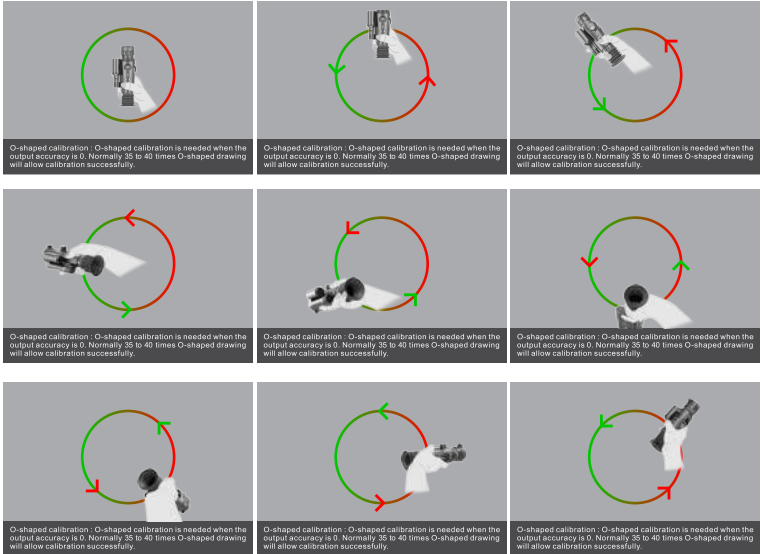 O-shaped calibration : O-shaped calibration is needed when the
output accuracy is 0. Normally 35 to 40 times O-shaped drawing
will allow calibration successfully.
O-shaped calibration : O-shaped calibration is needed when the
output accuracy is 0. Normally 35 to 40 times O-shaped drawing
will allow calibration successfully.
O-shaped calibration : O-shaped calibration is needed when the
output accuracy is 0. Normally 35 to 40 times O-shaped drawing
will allow calibration successfully.
O-shaped calibration : O-shaped calibration is needed when the
output accuracy is 0. Normally 35 to 40 times O-shaped drawing
will allow calibration successfully.
O-shaped calibration : O-shaped calibration is needed when the
output accuracy is 0. Normally 35 to 40 times O-shaped drawing
will allow calibration successfully.
O-shaped calibration : O-shaped calibration is needed when the
output accuracy is 0. Normally 35 to 40 times O-shaped drawing
will allow calibration successfully.
O-shaped calibration : O-shaped calibration is needed when the
output accuracy is 0. Normally 35 to 40 times O-shaped drawing
will allow calibration successfully.
O-shaped calibration : O-shaped calibration is needed when the
output accuracy is 0. Normally 35 to 40 times O-shaped drawing
will allow calibration successfully.
O-shaped calibration : O-shaped calibration is needed when the
output accuracy is 0. Normally 35 to 40 times O-shaped drawing
will allow calibration successfully.